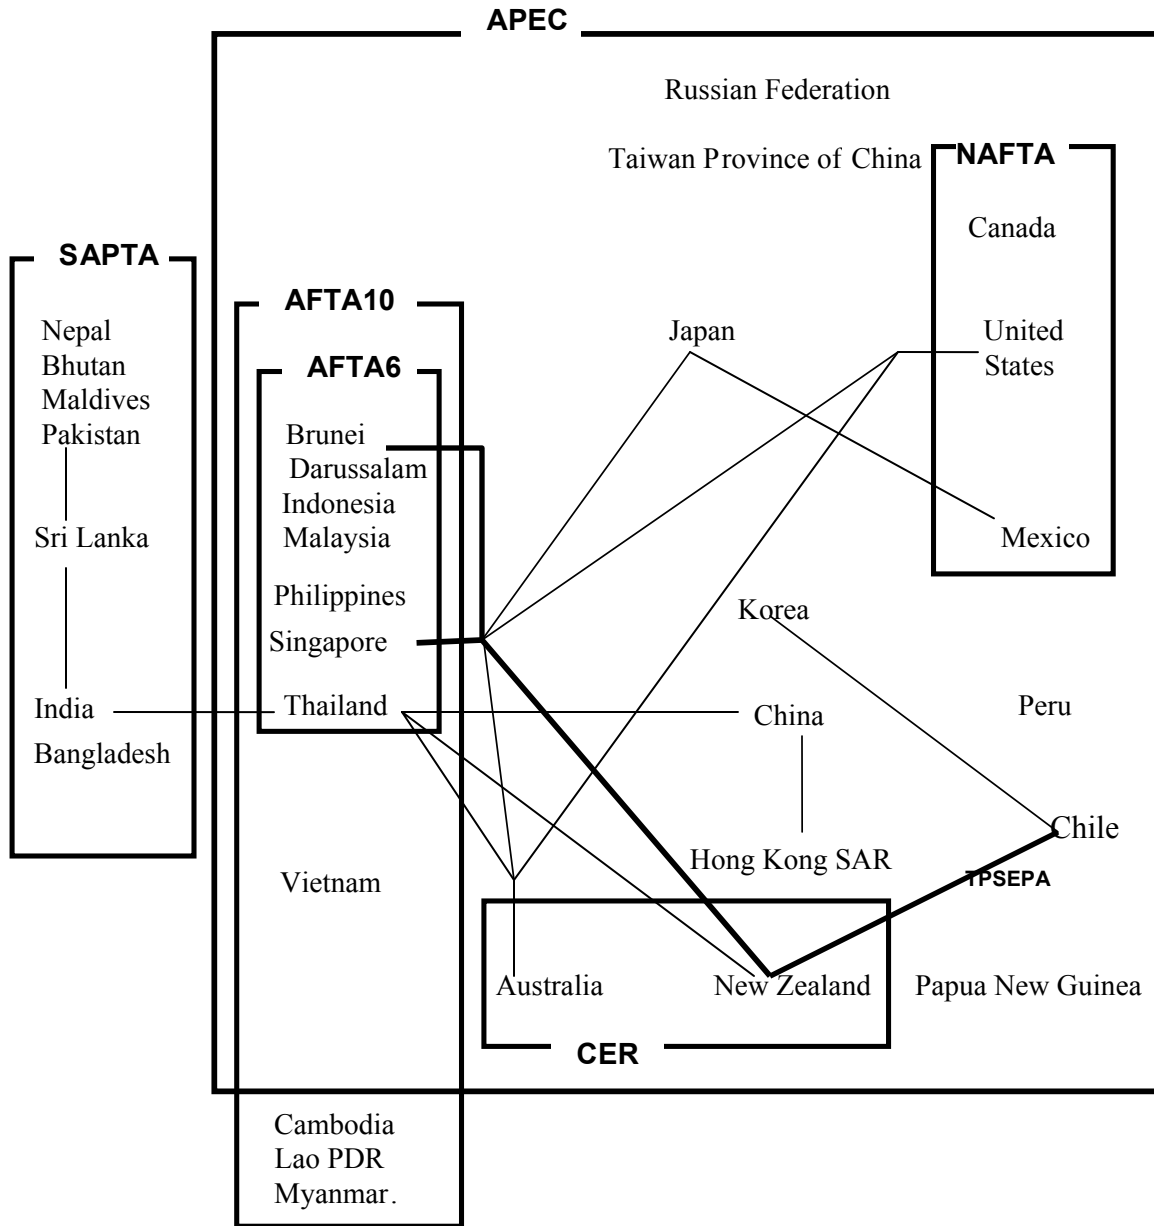 APEC
Russian Federation
Taiwan Province of China
NAFTA
Canada
SAPTA
AFTA10
Nepal
Bhutan
Maldives
Pakistan
Japan
United
States
AFTA6
Brunei
Darussalam
Indonesia
Malaysia
Sri Lanka
Mexico
Philippines
Singapore
Korea
India
Thailand
China
Peru
Bangladesh
Chile
Hong Kong SAR
TPSEPA
Vietnam
Australia
New Zealand
Papua New Guinea
CER
Cambodia
Lao PDR
Myanmar.